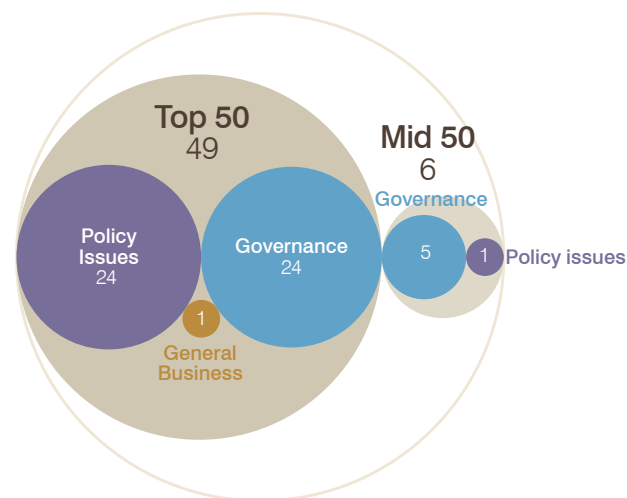 Top 50
49
Policy
Issues
24
Governance
24
1
General
Business
Mid 50
6
Governance
5
1
Policy issues